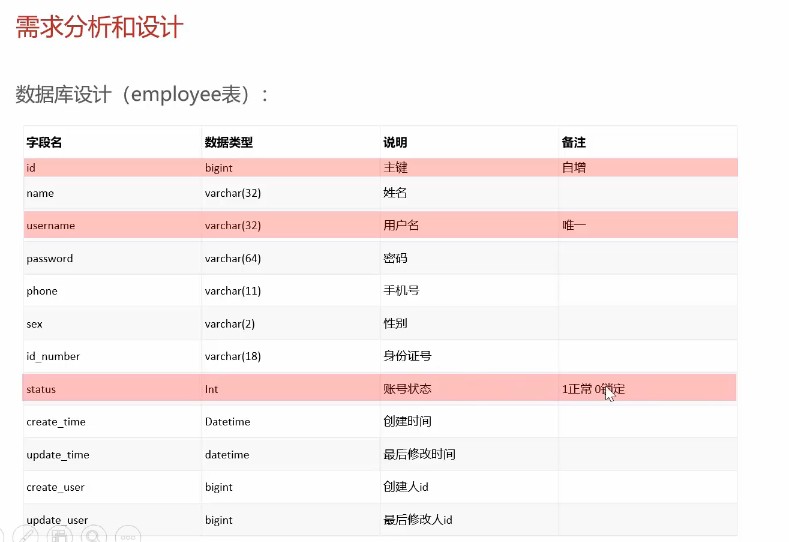 需求分析和设计
数据库设计（employee表）：
字段名 数据类型 说明 备注
id bigint 主键 自增
name varchar(32) 姓名
username varchar(32) 用户名 唯一
password varchar(64) 密码
phone varchar(11) 手机号
sex varchar(2) 性别
id_number varchar(18) 身份证号
status Int 账号状态 1正常 0锁定
create_time Datetime 创建时间
update_time datetime 最后修改时间
create_user bigint 创建人id
update_user bigint 最后修改人id